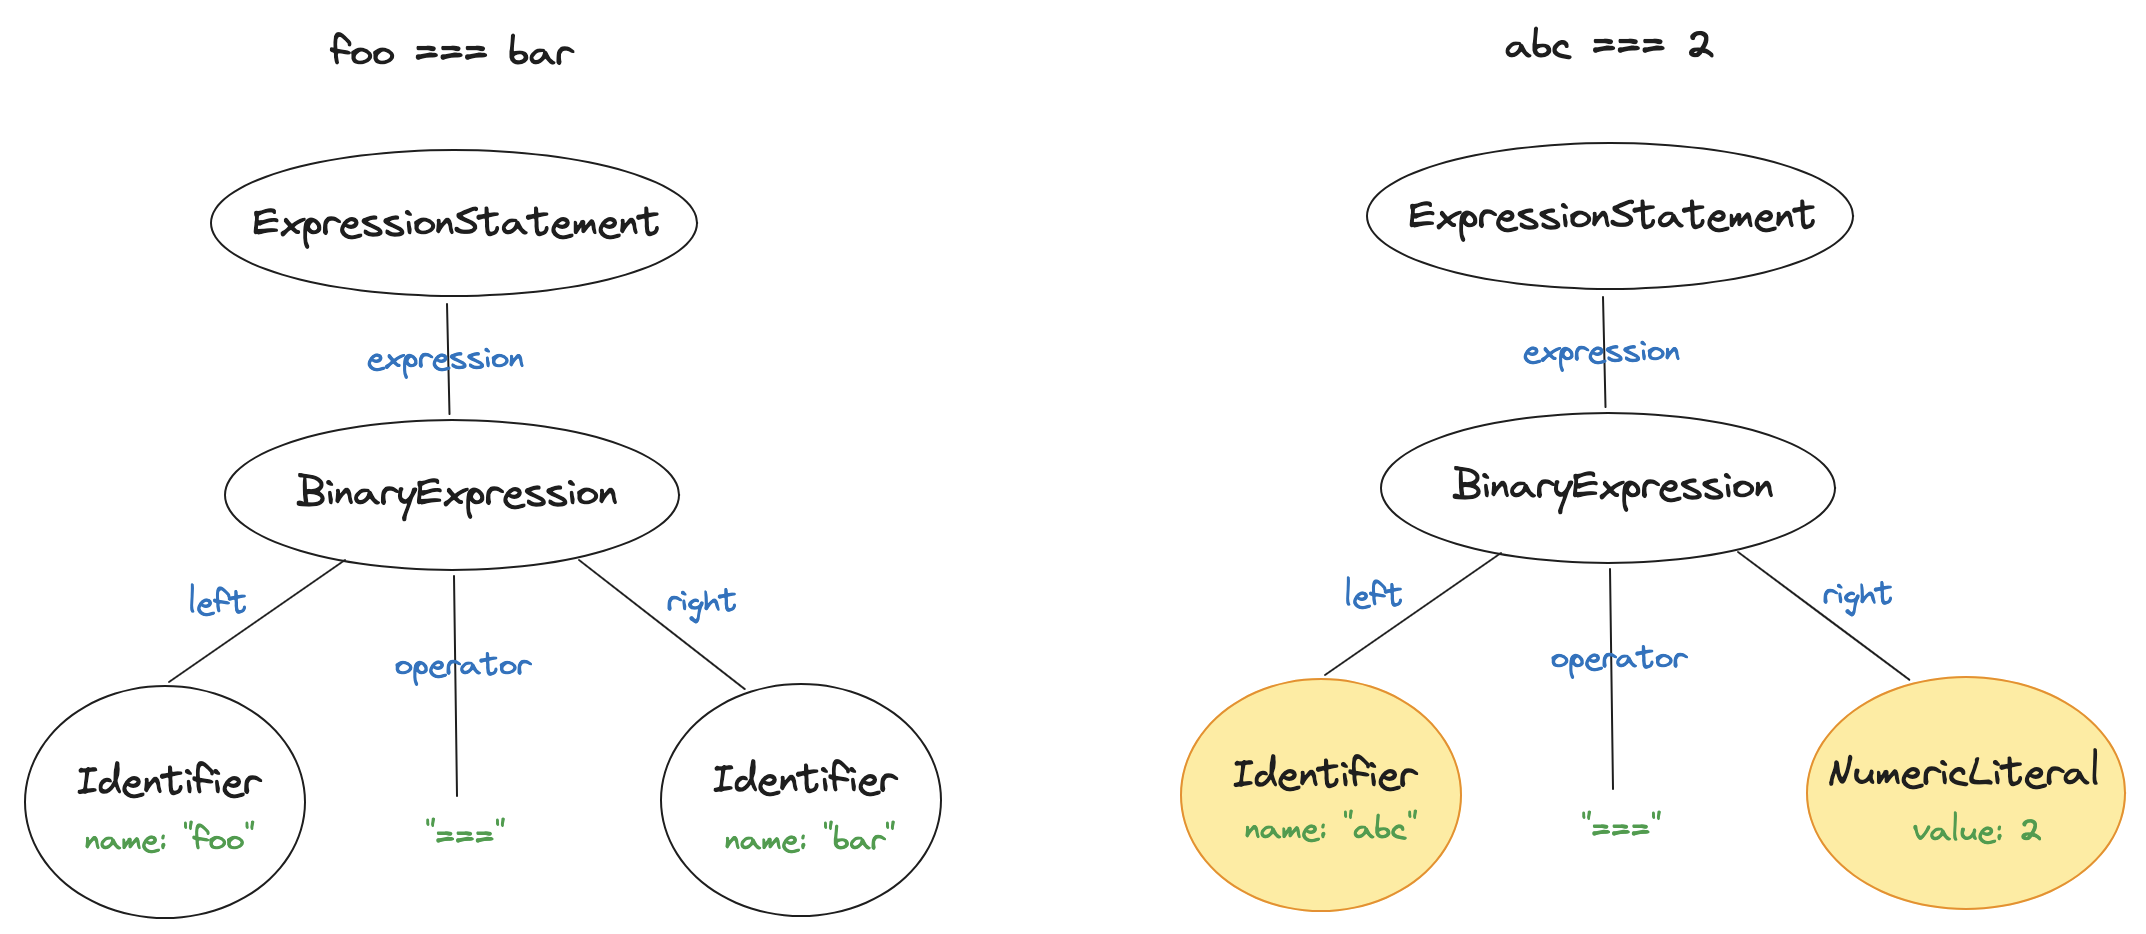 foo === bar
ExpressionStatement
expression
BinaryExpression
left
operator
right
Identifier
name: "foo"
"==="
Identifier
name: "bar"
abc === 2
ExpressionStatement
expression
BinaryExpression
left
operator
right
Identifier
name: "abc"
"==="
NumericLiteral
value: 2